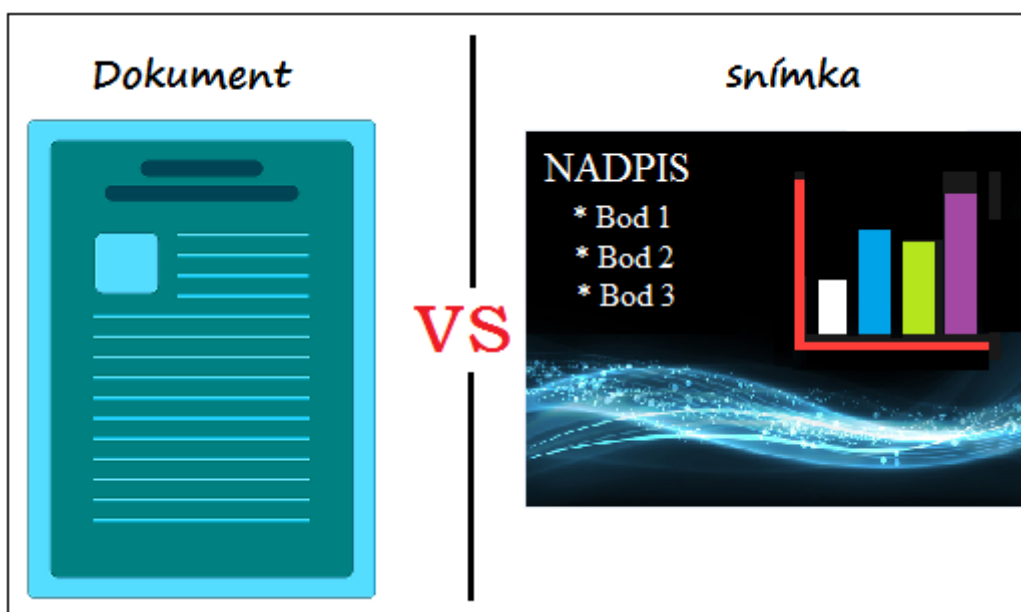 Dokument
vs
snímka
NADPIS
* Bod 1
* Bod 2
* Bod 3